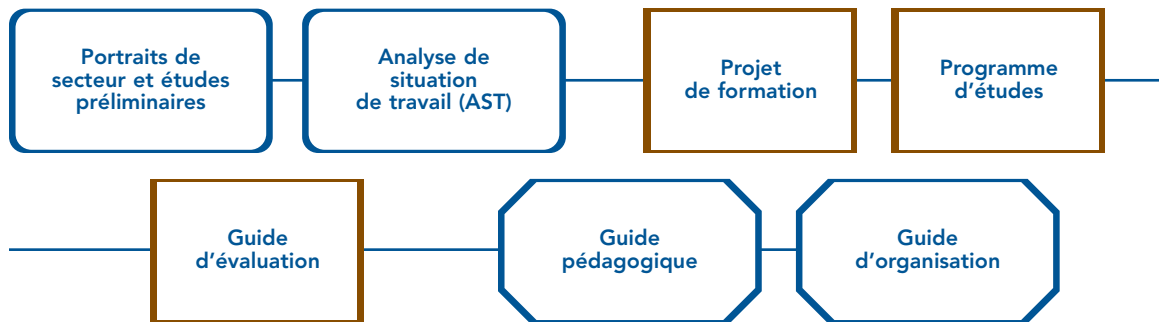 Portraits de
secteur et études
préliminaires
Analyse de
situation
de travail (AST)
Projet
de formation
Programme
d'études
Guide
d'évaluation
Guide
pédagogique
Guide
d'organisation